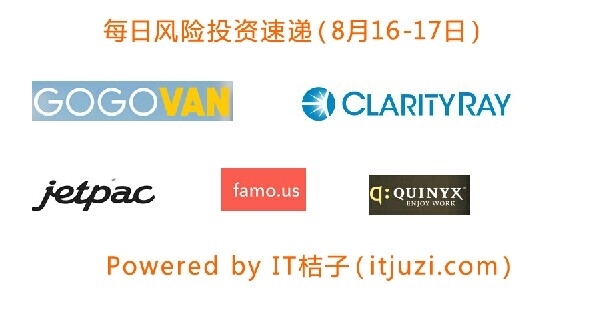 每日风险投资速递(8月16-17日)
GOGOVAN
CLARITYRAY
jetpac
famo.us
q:QUINYX
ENJOY WORK
Powered by IT桔子(itjuzi.com)